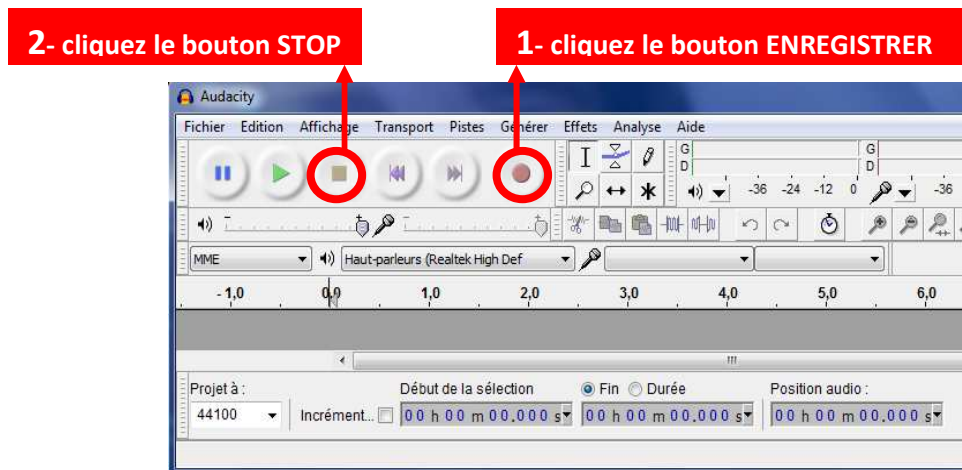 2- cliquez le bouton STOP
1- cliquez le bouton ENREGISTRER
Audacity
Fichier Edition Affichage Transport Pistes Générer Effets Analyse Aide
G G
D D
-36 -24 -12 0 -36
MME Haut-parleurs (Realtek High Def
- 1,0 0,0 1,0 2,0 3,0 4,0 5,0 6,0
Projet à : Début de la sélection Fin Durée Position audio :
44100 Incrément... 00 h 00 m 00.000 s 00 h 00 m 00.000 s 00 h 00 m 00.000 s